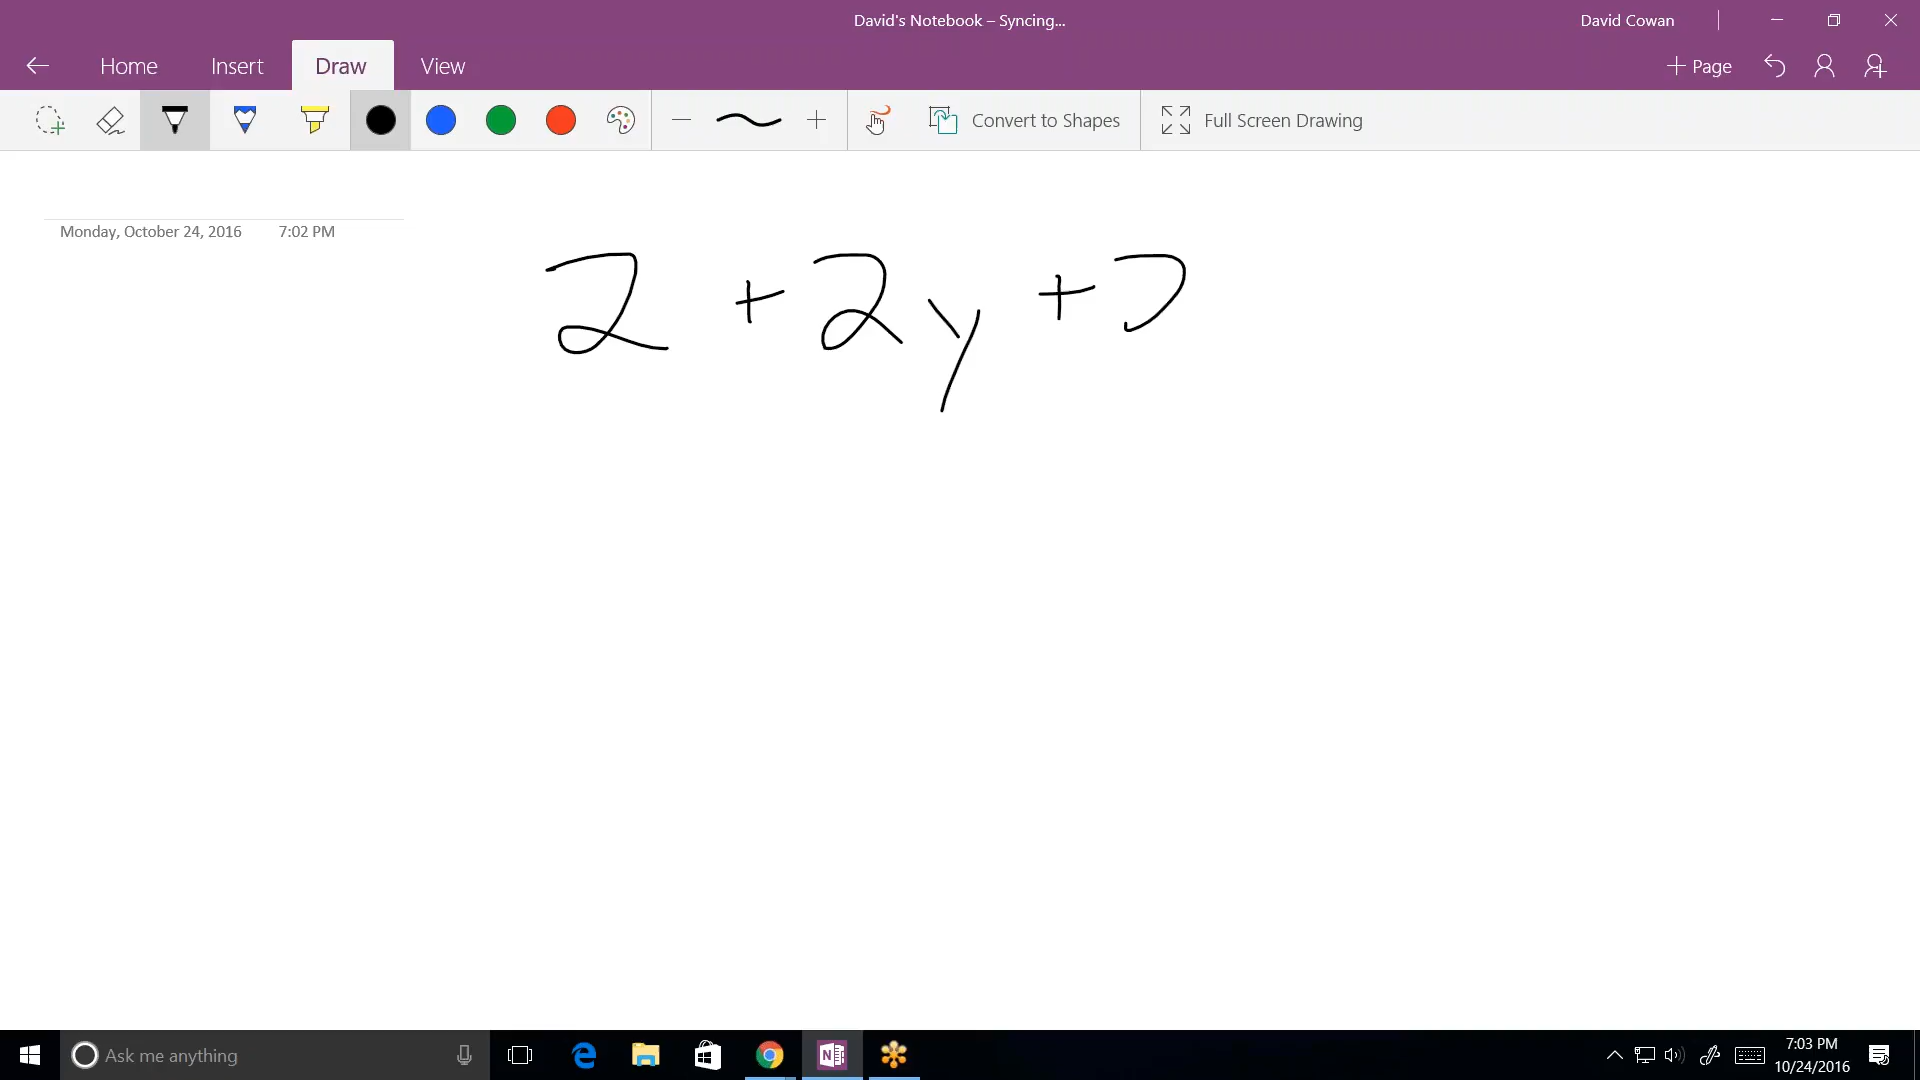 David's Notebook – Syncing...
David Cowan
Home
Insert
Draw
View
Page
Convert to Shapes
Full Screen Drawing
Monday, October 24, 2016 7:02 PM
2 + 2y +
Ask me anything
N
7:03 PM
10/24/2016